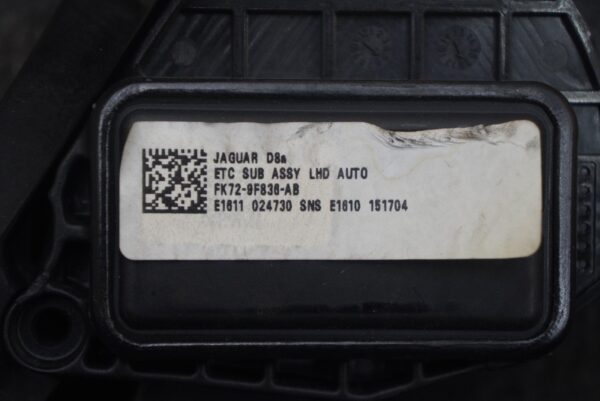 JAGUAR D8a
ETC SUB ASSY LHD AUTO
FK72-9F836-AB
E1611 024730 SNS E1610 151704